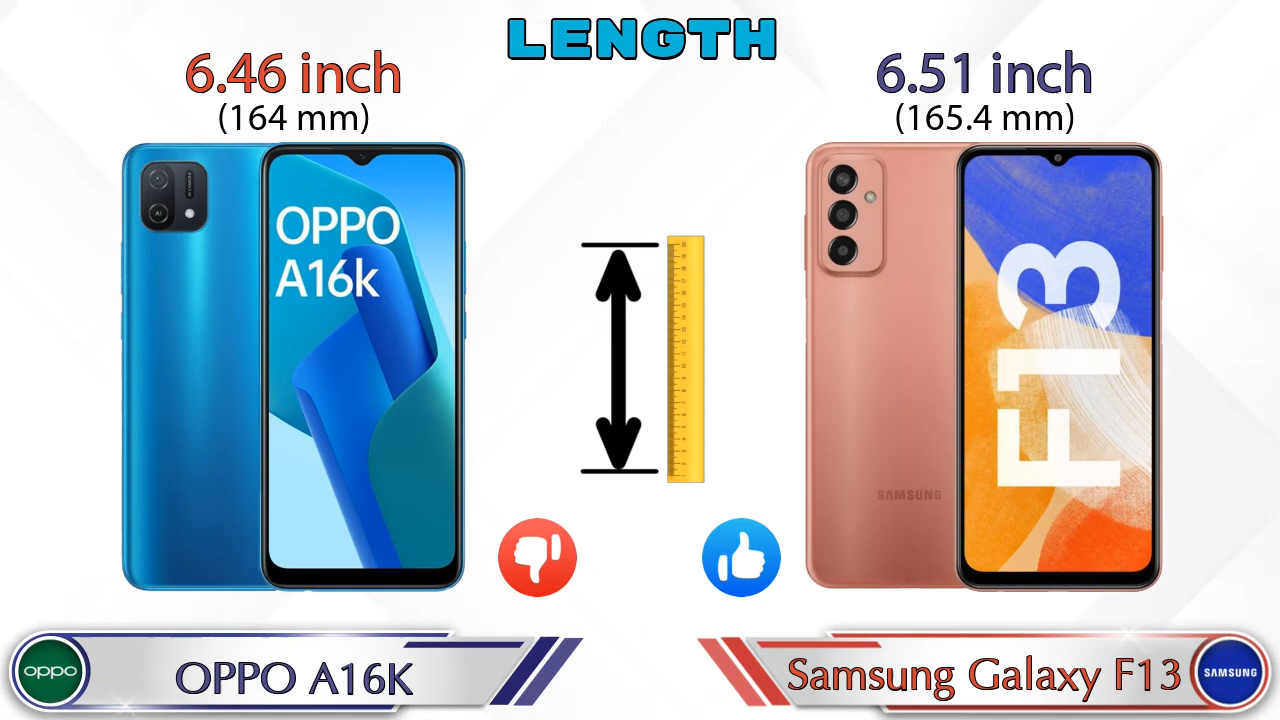 LENGTH
6.46 inch
(164 mm)
6.51 inch
(165.4 mm)
OPPO
A16k
AI
F13
SAMSUNG
oppo
OPPO A16K
Samsung Galaxy F13
SAMSUNG